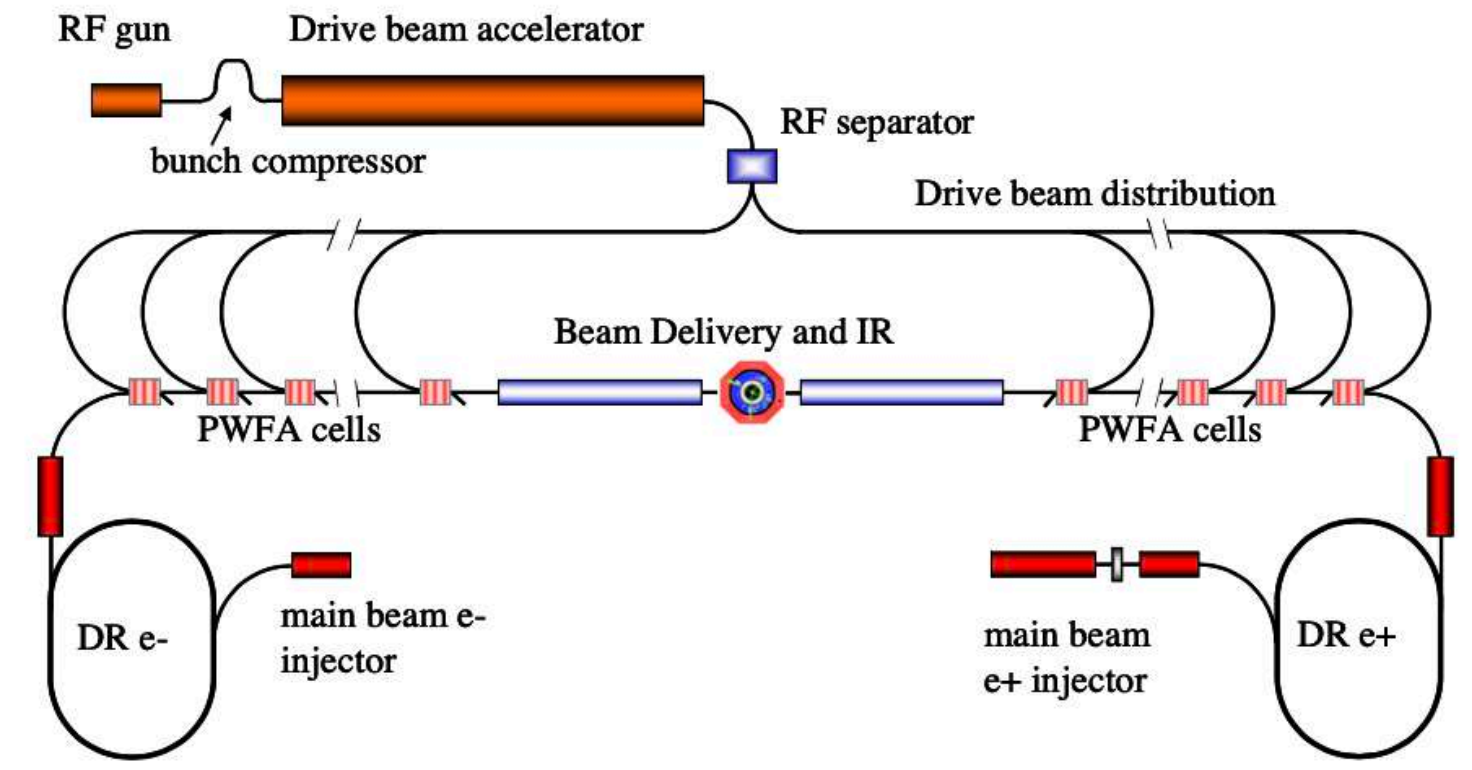 RF gun
Drive beam accelerator
RF separator
bunch compressor
Drive beam distribution
Beam Delivery and IR
PWFA cells
PWFA cells
DR e-
main beam e-
injector
main beam
e+ injector
DR e+